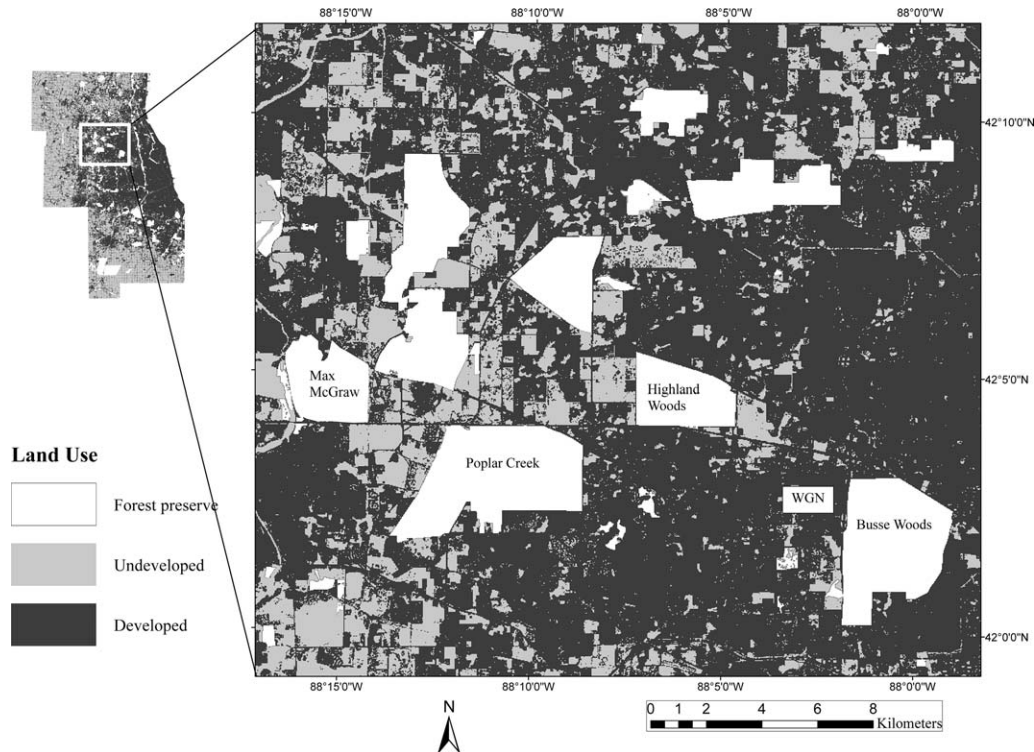 88°15'0"W 88°10'0"W 88°5'0"W 88°0'0"W
42°10'0"N
42°5'0"N
Max
McGraw
Highland
Woods
Poplar Creek
WGN
Busse Woods
42°0'0"N
Land Use
Forest preserve
Undeveloped
Developed
88°15'0"W 88°10'0"W 88°5'0"W 88°0'0"W
N
0 1 2 4 6 8
Kilometers